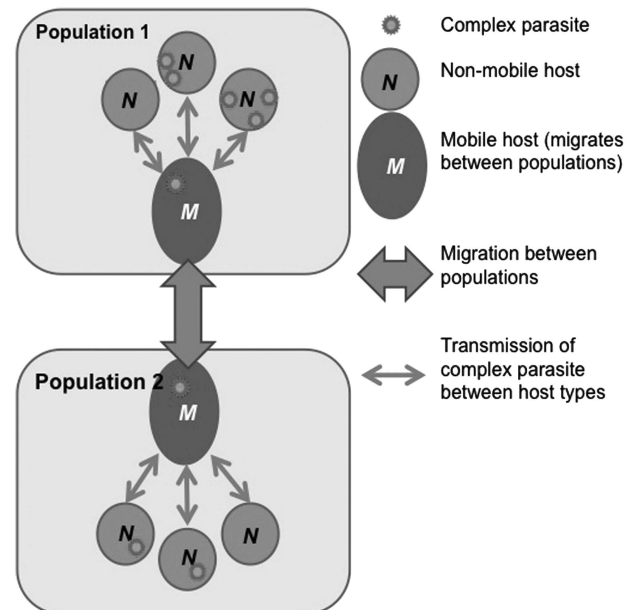 Population 1
N
N
N
M
Population 2
M
N
N
N
Complex parasite
N
Non-mobile host
M
Mobile host (migrates
between populations)
Migration between
populations
Transmission of
complex parasite
between host types